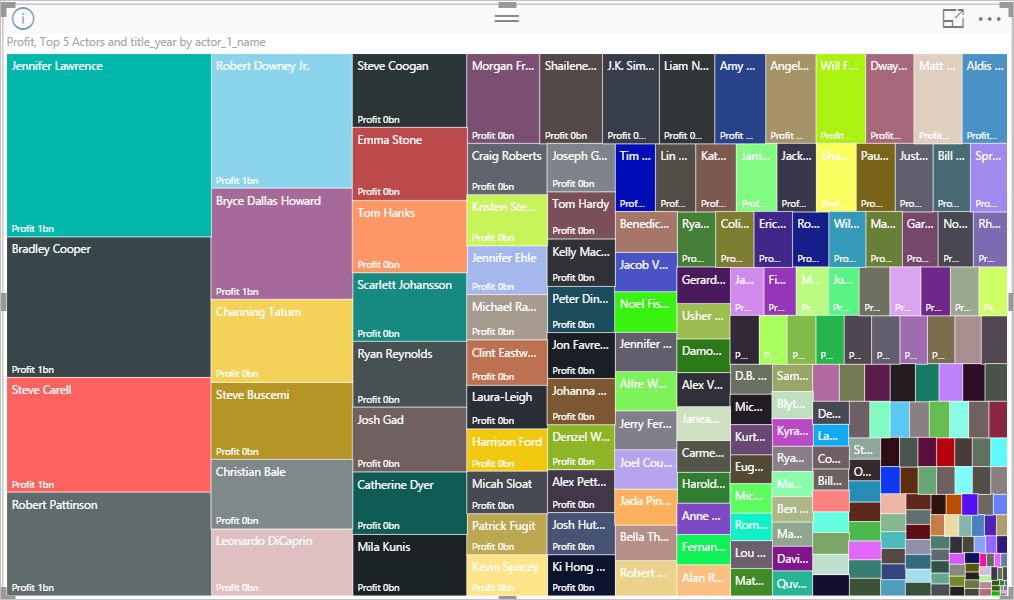 Profit, Top 5 Actors and title_year by actor_1_name
Jennifer Lawrence
Profit 1bn
Bradley Cooper
Profit 1bn
Steve Carell
Profit 1bn
Robert Pattinson
Profit 1bn
Robert Downey Jr.
Profit 1bn
Bryce Dallas Howard
Profit 1bn
Channing Tatum
Profit 0bn
Steve Buscemi
Profit 0bn
Christian Bale
Profit 0bn
Leonardo DiCaprio
Profit 0bn
Steve Coogan
Profit 0bn
Emma Stone
Profit 0bn
Tom Hanks
Profit 0bn
Scarlett Johansson
Profit 0bn
Ryan Reynolds
Profit 0bn
Josh Gad
Profit 0bn
Catherine Dyer
Profit 0bn
Mila Kunis
Profit 0bn
Morgan Fr...
Profit 0bn
Shailene...
Profit 0bn
J.K. Sim...
Profit 0...
Liam N...
Profit 0...
Amy ...
Profit...
Angel...
Profit...
Will F...
Profit...
Dway...
Profit...
Matt ...
Profit...
Aldis ...
Profit...
Craig Roberts
Profit 0bn
Kristen Ste...
Profit 0bn
Jennifer Ehle
Profit 0bn
Michael Ra...
Profit 0bn
Clint Eastw...
Profit 0bn
Laura-Leigh
Profit 0bn
Harrison Ford
Profit 0bn
Micah Sloat
Profit 0bn
Patrick Fugit
Profit 0bn
Kevin Spacey
Profit 0bn
Joseph G...
Profit 0bn
Tom Hardy
Profit 0bn
Kelly Mac...
Profit 0bn
Peter Din...
Profit 0bn
Jon Favre...
Profit 0bn
Johanna ...
Profit 0bn
Denzel W...
Profit 0bn
Alex Pett...
Profit 0bn
Josh Hut...
Profit 0bn
Ki Hong ...
Profit 0bn
Tim ...
Prof...
Lin ...
Prof...
Kat...
Prof...
Jam...
Pro...
Jack...
Pro...
Sha...
Pro...
Pau...
Pro...
Just...
Pro...
Bill ...
Pro...
Spr...
Pro...
Benedic...
Jacob V...
Noel Fis...
Jennifer ...
Alfre W...
Jerry Fer...
Joel Cou...
Jada Pin...
Bella Th...
Robert ...
Rya...
Pro...
Coli...
Pro...
Eric...
Pro...
Ro...
Pro...
Wil...
Pro...
Ma...
Pro...
Gar...
Pro...
No...
Pro...
Rh...
Pro...
Gerard...
Usher ...
Damo...
Alex V...
Janea...
Carme...
Harold...
Anne ...
Fernan...
Alan R...
Ja...
Pr...
Fi...
Pr...
M...
Pr...
Ju...
Pr...
Pr...
Pr...
Pr...
Pr...
Pr...
P...
P...
P...
P...
P...
P...
P...
P...
D.B. ...
Mic...
Kurt...
Eug...
Mic...
Rom...
Lou ...
Mat...
Sam...
Blyt...
Kyra...
Rya...
Ma...
Ben ...
Ma...
Davi...
Quv...
De...
La...
Co...
Bill...
St...
O...